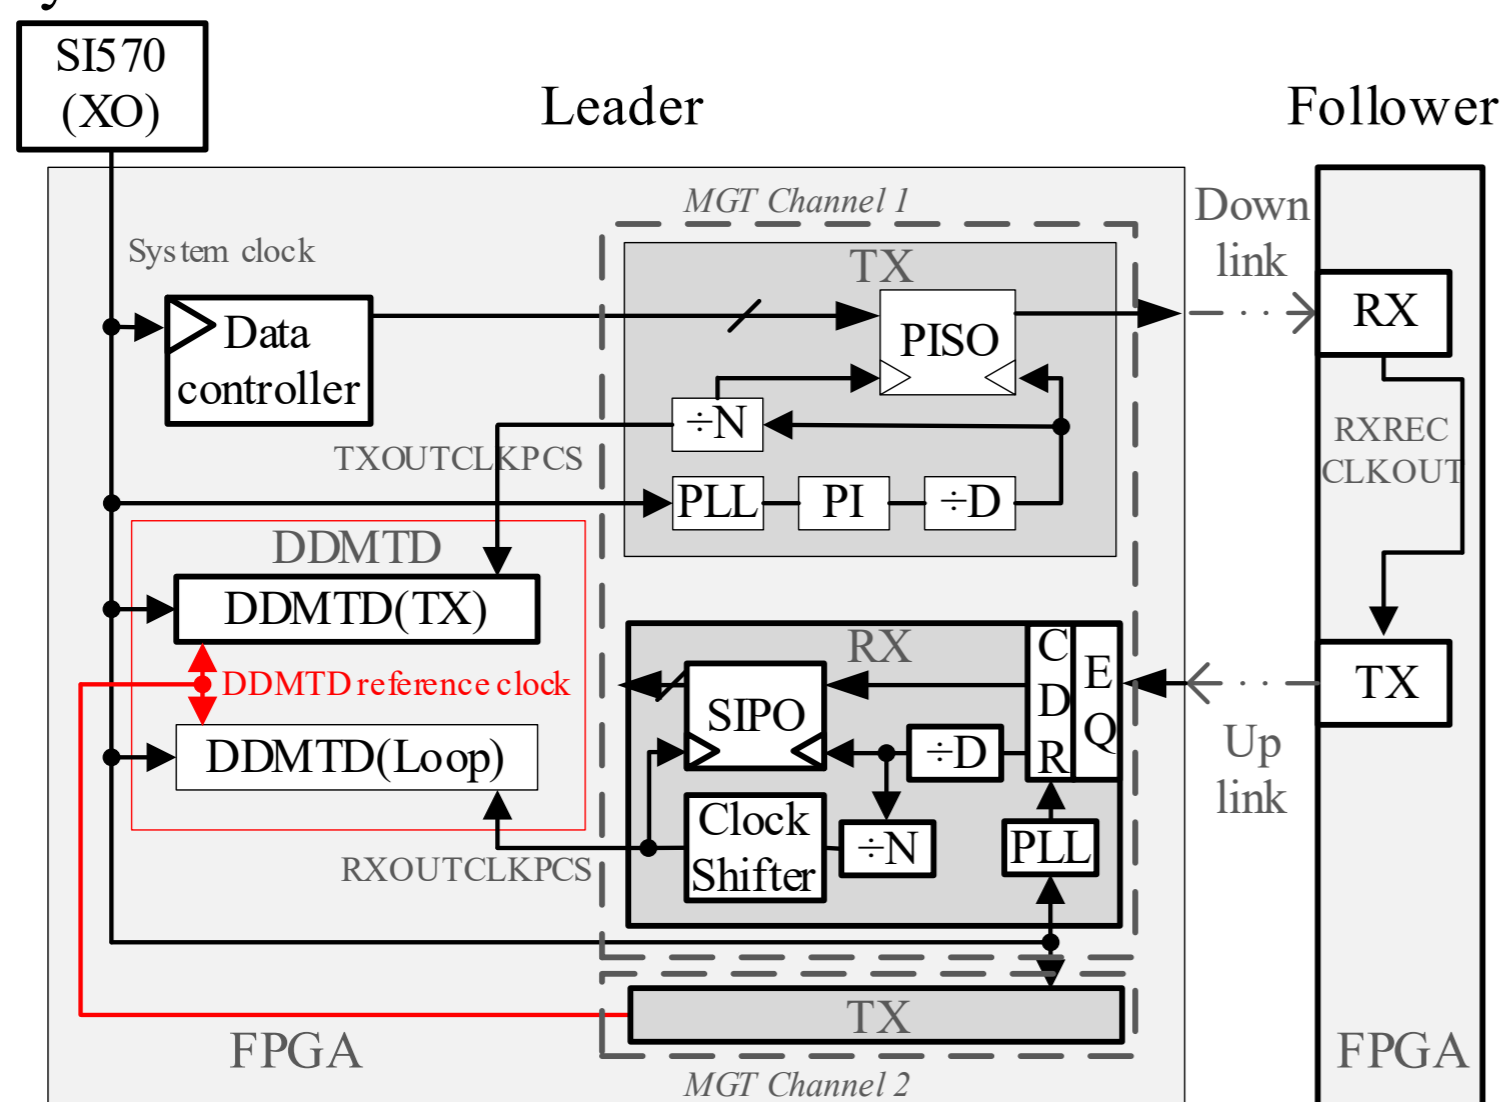 SI570
(XO)
Leader
Follower
MGT Channel 1
Down
link
System clock
TX
RX
Data
controller
PISO
÷N
TXOUTCLKPCS
RXREC
CLKOUT
PLL
PI
÷D
DDMTD
DDMTD(TX)
DDMTD reference clock
RX
CDR
EQ
TX
SIPO
DDMTD(Loop)
÷D
Up
link
Clock
Shifter
÷N
PLL
RXOUTCLKPCS
TX
FPGA
FPGA
MGT Channel 2